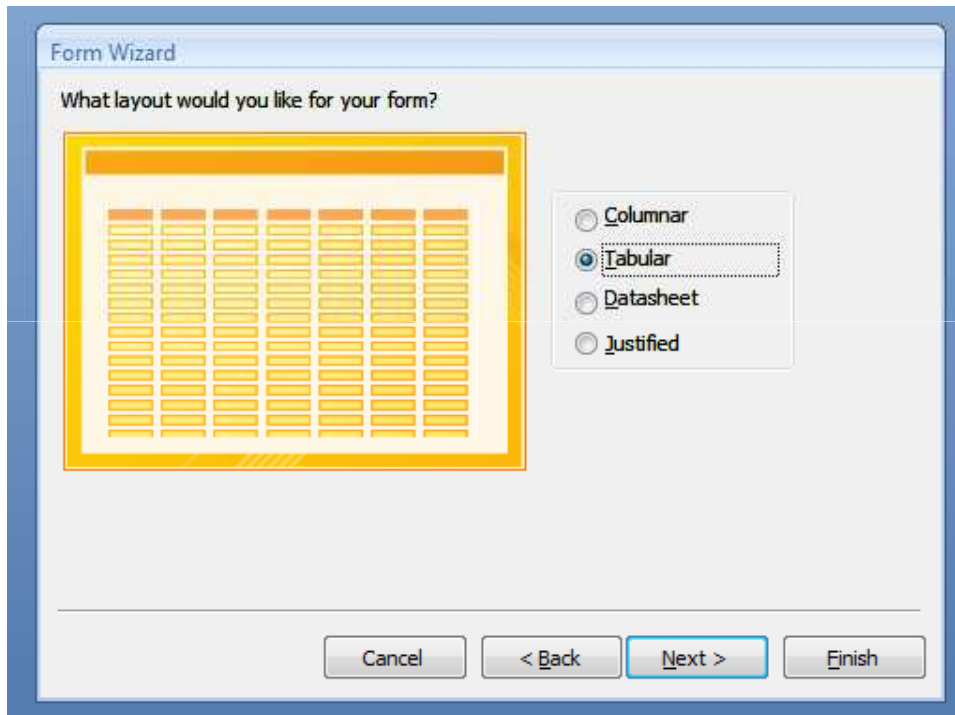 Form Wizard
What layout would you like for your form?
Columnar
Tabular
Datasheet
Justified
Cancel
< Back
Next >
Finish